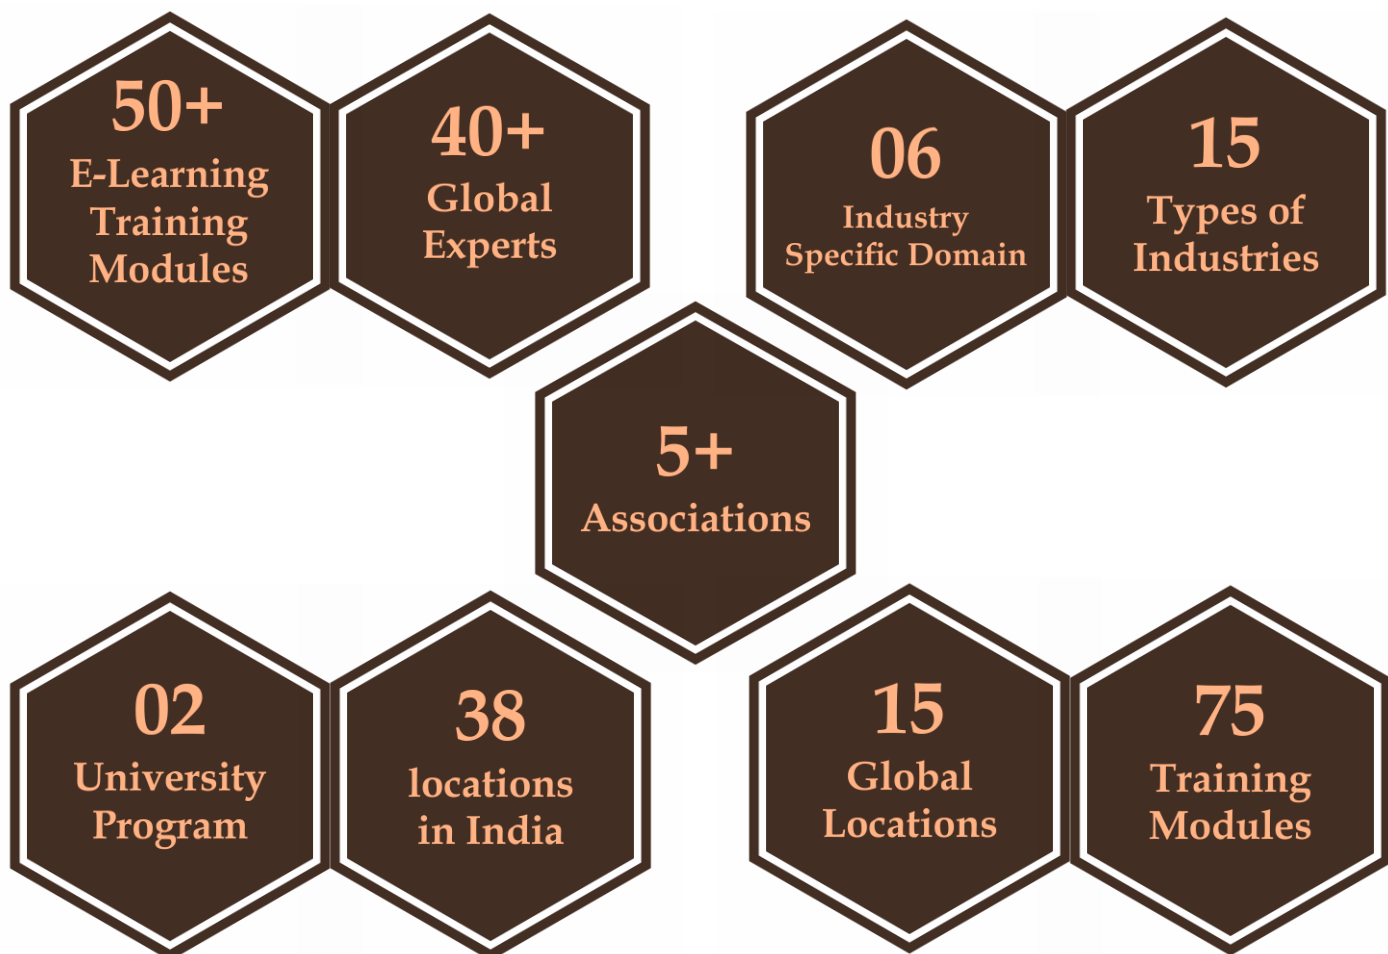 50+
E-Learning
Training
Modules
40+
Global
Experts
06
Industry
Specific Domain
15
Types of
Industries
5+
Associations
02
University
Program
38
locations
in India
15
Global
Locations
75
Training
Modules